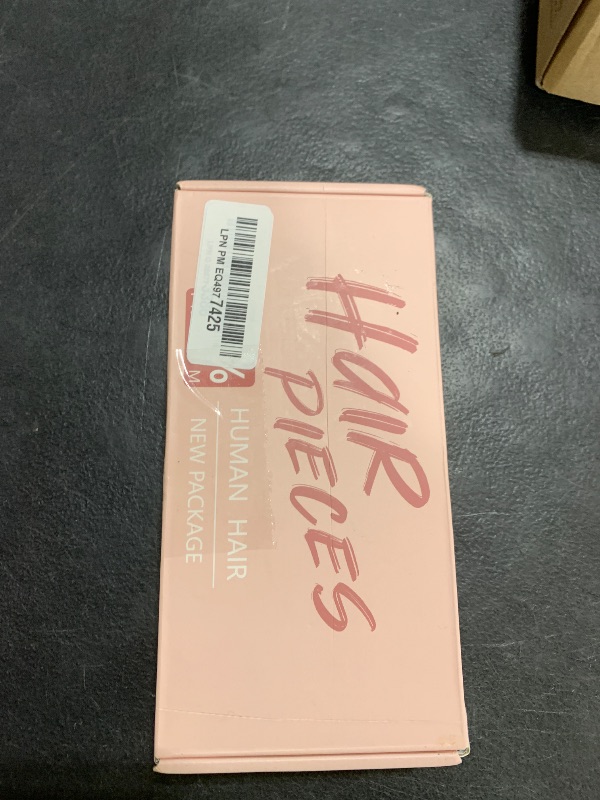 HAIR
PIECES
LPN PM EQ4977425
%
M
HUMAN HAIR
NEW PACKAGE